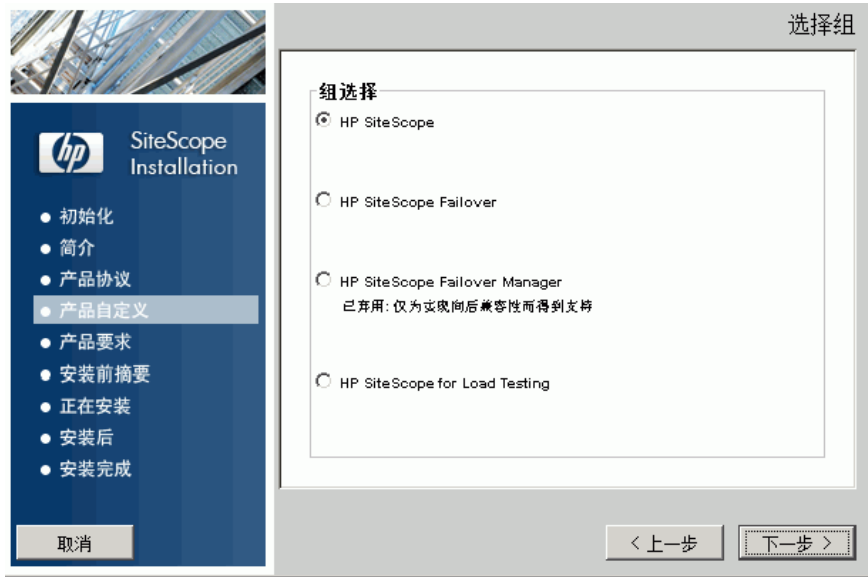 选择组
hp
SiteScope
Installation
初始化
简介
产品协议
产品自定义
产品要求
安装前摘要
正在安装
安装后
安装完成
取消
组选择
HP SiteScope
HP SiteScope Failover
HP SiteScope Failover Manager
已弃用: 仅为实现向后兼容性而得到支持
HP SiteScope for Load Testing
< 上一步
下一步 >